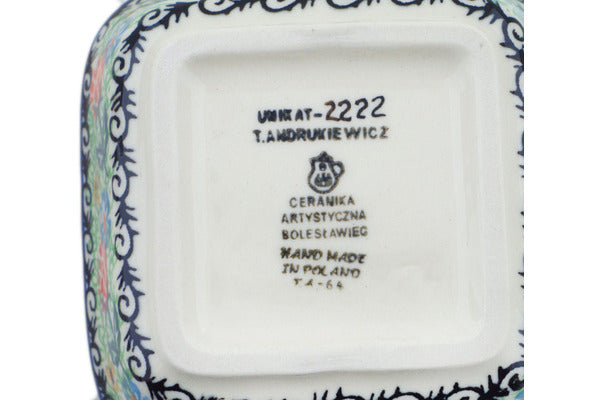 UNIKAT-2222
T.ANDRUKIEWICZ
CERAMIKA
ARTYSTYCZNA
BOLESŁAWIEC
HAND MADE
IN POLAND